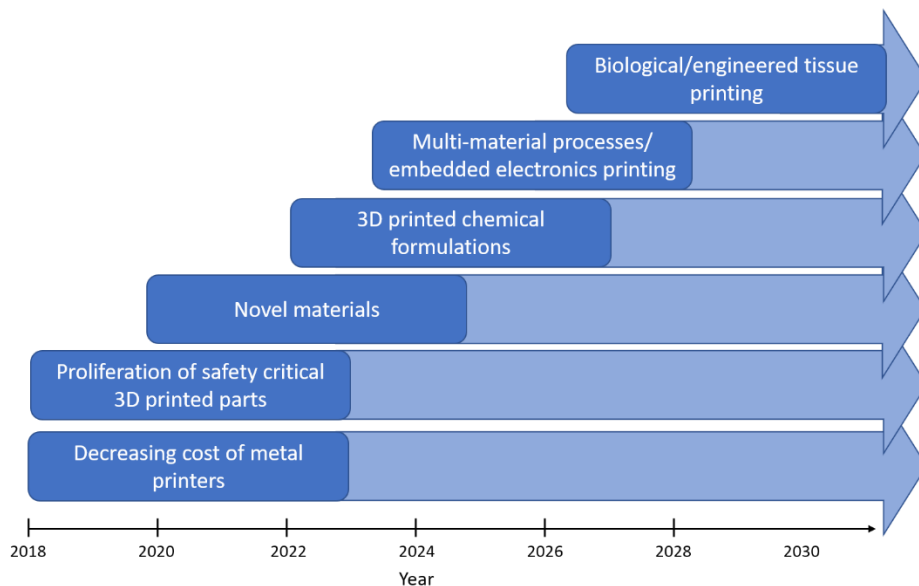 Biological/engineered tissue
printing
Multi-material processes/
embedded electronics printing
3D printed chemical
formulations
Novel materials
Proliferation of safety critical
3D printed parts
Decreasing cost of metal
printers
2018 2020 2022 2024 2026 2028 2030
Year